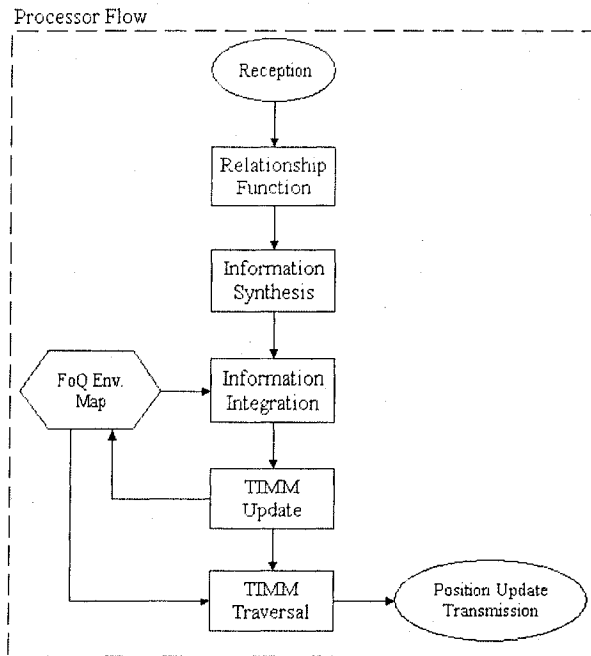 Processor Flow
Reception
Relationship
Function
Information
Synthesis
FoQ Env.
Map
Information
Integration
TIMM
Update
TIMM
Traversal
Position Update
Transmission